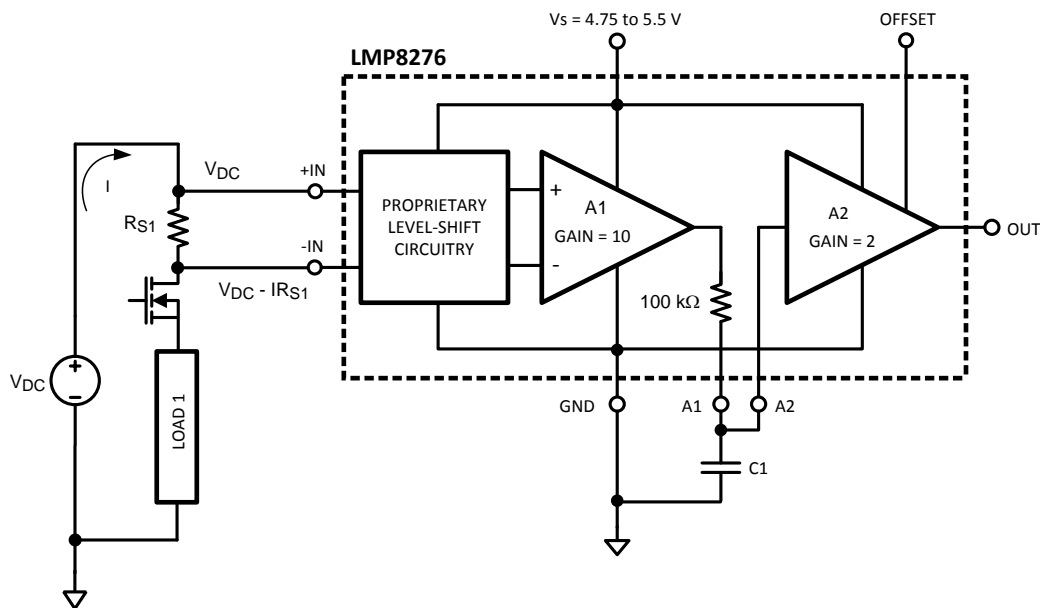 Vs = 4.75 to 5.5 V
OFFSET
LMP8276
I
VDC
+IN
RS1
-IN
VDC - IRS1
PROPRIETARY
LEVEL-SHIFT
CIRCUITRY
+
-
A1
GAIN = 10
A2
GAIN = 2
OUT
100 kΩ
VDC
+
−
LOAD 1
GND
A1
A2
C1